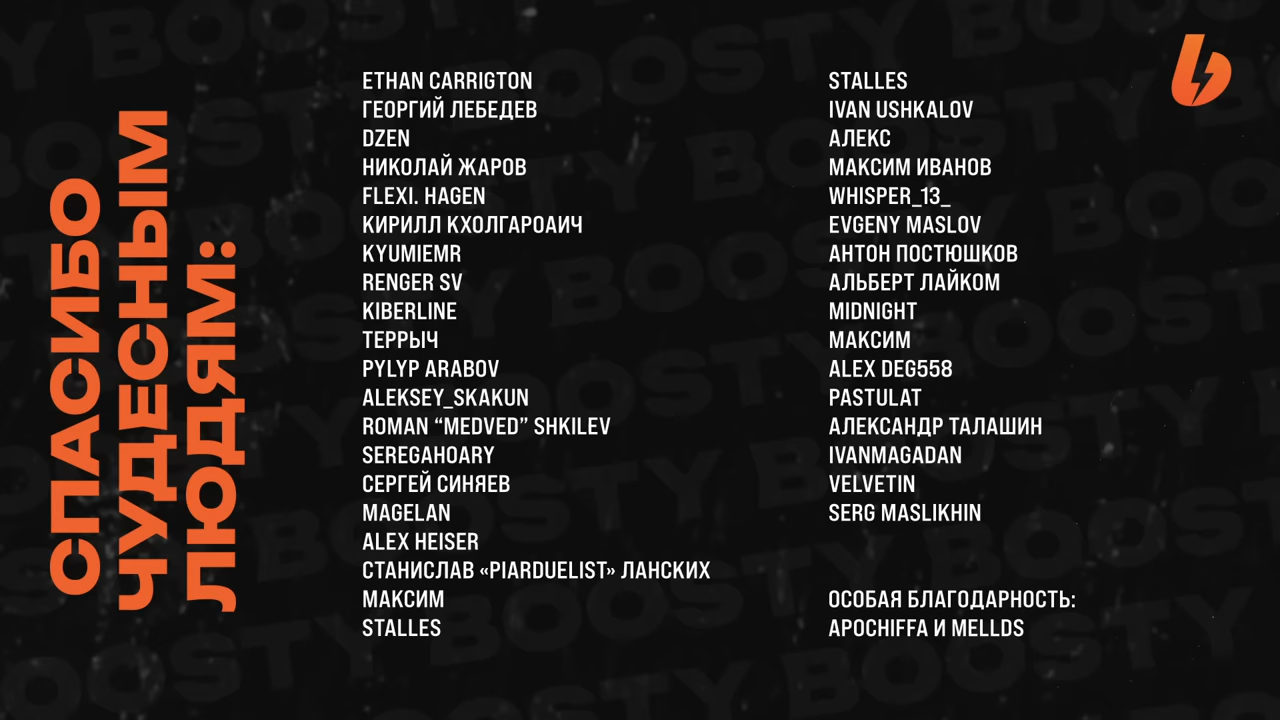 СПАСИБО
ЧУДЕСНЫМ
ЛЮДЯМ:
ETHAN CARRIGTON
ГЕОРГИЙ ЛЕБЕДЕВ
DZEN
НИКОЛАЙ ЖАРОВ
FLEXI. HAGEN
КИРИЛЛ КХОЛГАРОАИЧ
KYUMIEMR
RENGER SV
KIBERLINE
ТЕРРЫЧ
PYLYP ARABOV
ALEKSEY_SKAKUN
ROMAN “MEDVED” SHKILEV
SEREGAHOARY
СЕРГЕЙ СИНЯЕВ
MAGELAN
ALEX HEISER
СТАНИСЛАВ «PIARDUELIST» ЛАНСКИХ
МАКСИМ
STALLES
STALLES
IVAN USHKALOV
АЛЕКС
МАКСИМ ИВАНОВ
WHISPER_13_
EVGENY MASLOV
АНТОН ПОСТЮШКОВ
АЛЬБЕРТ ЛАЙКОМ
MIDNIGHT
МАКСИМ
ALEX DEG558
PASTULAT
АЛЕКСАНДР ТАЛАШИН
IVANMAGADAN
VELVETIN
SERG MASLIKHIN
ОСОБАЯ БЛАГОДАРНОСТЬ:
APOCHIFFA И MELLDS
BOOSTY